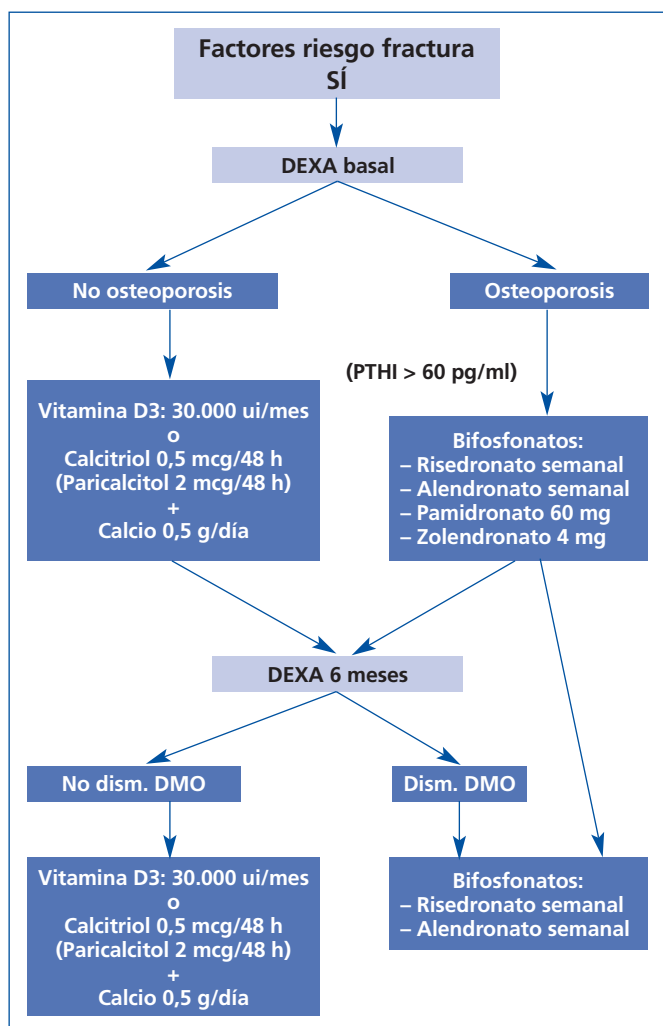 Factores riesgo fractura
SÍ
DEXA basal
No osteoporosis
Osteoporosis
(PTHI > 60 pg/ml)
Vitamina D3: 30.000 ui/mes
o
Calcitriol 0,5 mcg/48 h
(Paricalcitol 2 mcg/48 h)
+
Calcio 0,5 g/día
Bifosfonatos:
– Risedronato semanal
– Alendronato semanal
– Pamidronato 60 mg
– Zolendronato 4 mg
DEXA 6 meses
No dism. DMO
Dism. DMO
Vitamina D3: 30.000 ui/mes
o
Calcitriol 0,5 mcg/48 h
(Paricalcitol 2 mcg/48 h)
+
Calcio 0,5 g/día
Bifosfonatos:
– Risedronato semanal
– Alendronato semanal